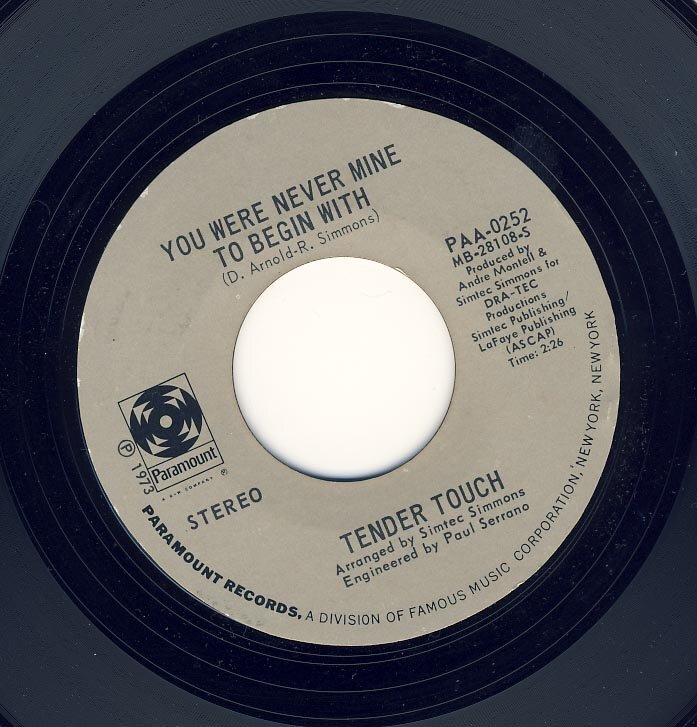 YOU WERE NEVER MINE
TO BEGIN WITH
(D. Arnold-R. Simmons)
PAA-0252
MB-28108-S
Produced by
Andre Montell &
Simtec Simmons for
DRA-TEC
Productions
Simtec Publishing/
LaFaye Publishing
(ASCAP)
Time: 2:26
Paramount
A G+W COMPANY ®
℗ 1973
STEREO
TENDER TOUCH
Arranged by Simtec Simmons
Engineered by Paul Serrano
PARAMOUNT RECORDS, A DIVISION OF FAMOUS MUSIC CORPORATION, NEW YORK, NEW YORK